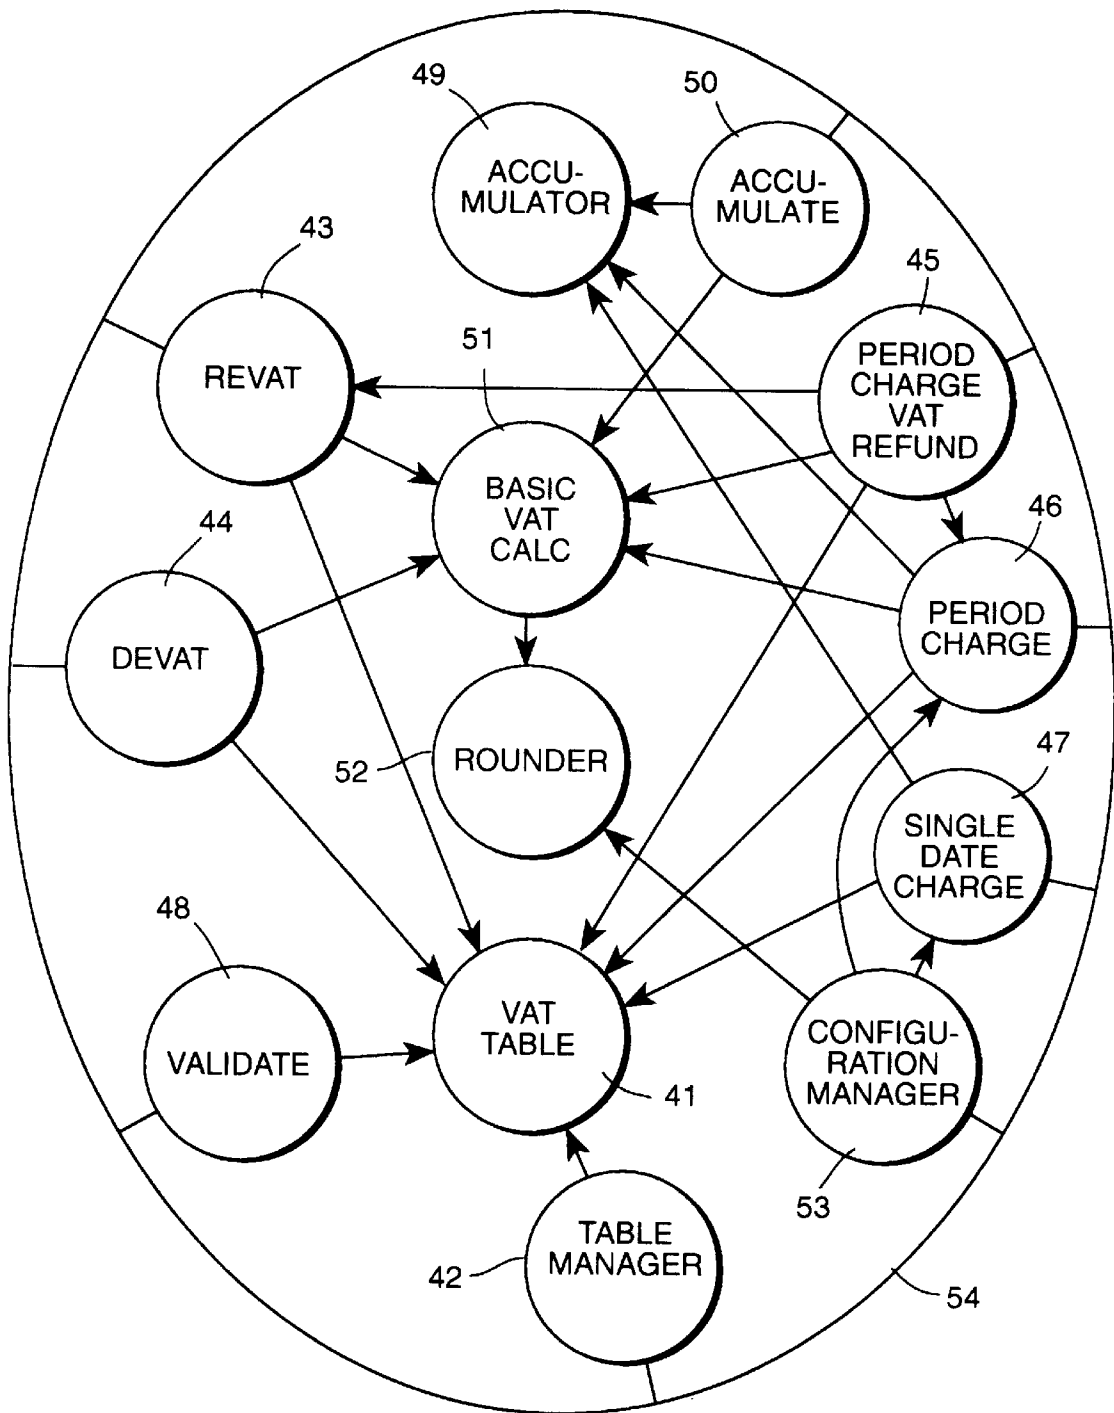 49
50
ACCU-
MULATOR
ACCU-
MULATE
43
45
51
REVAT
PERIOD
CHARGE
VAT
REFUND
BASIC
VAT
CALC
46
44
PERIOD
CHARGE
DEVAT
52
ROUNDER
47
SINGLE
DATE
CHARGE
48
VAT
TABLE
VALIDATE
CONFIGU-
RATION
MANAGER
41
53
TABLE
MANAGER
42
54